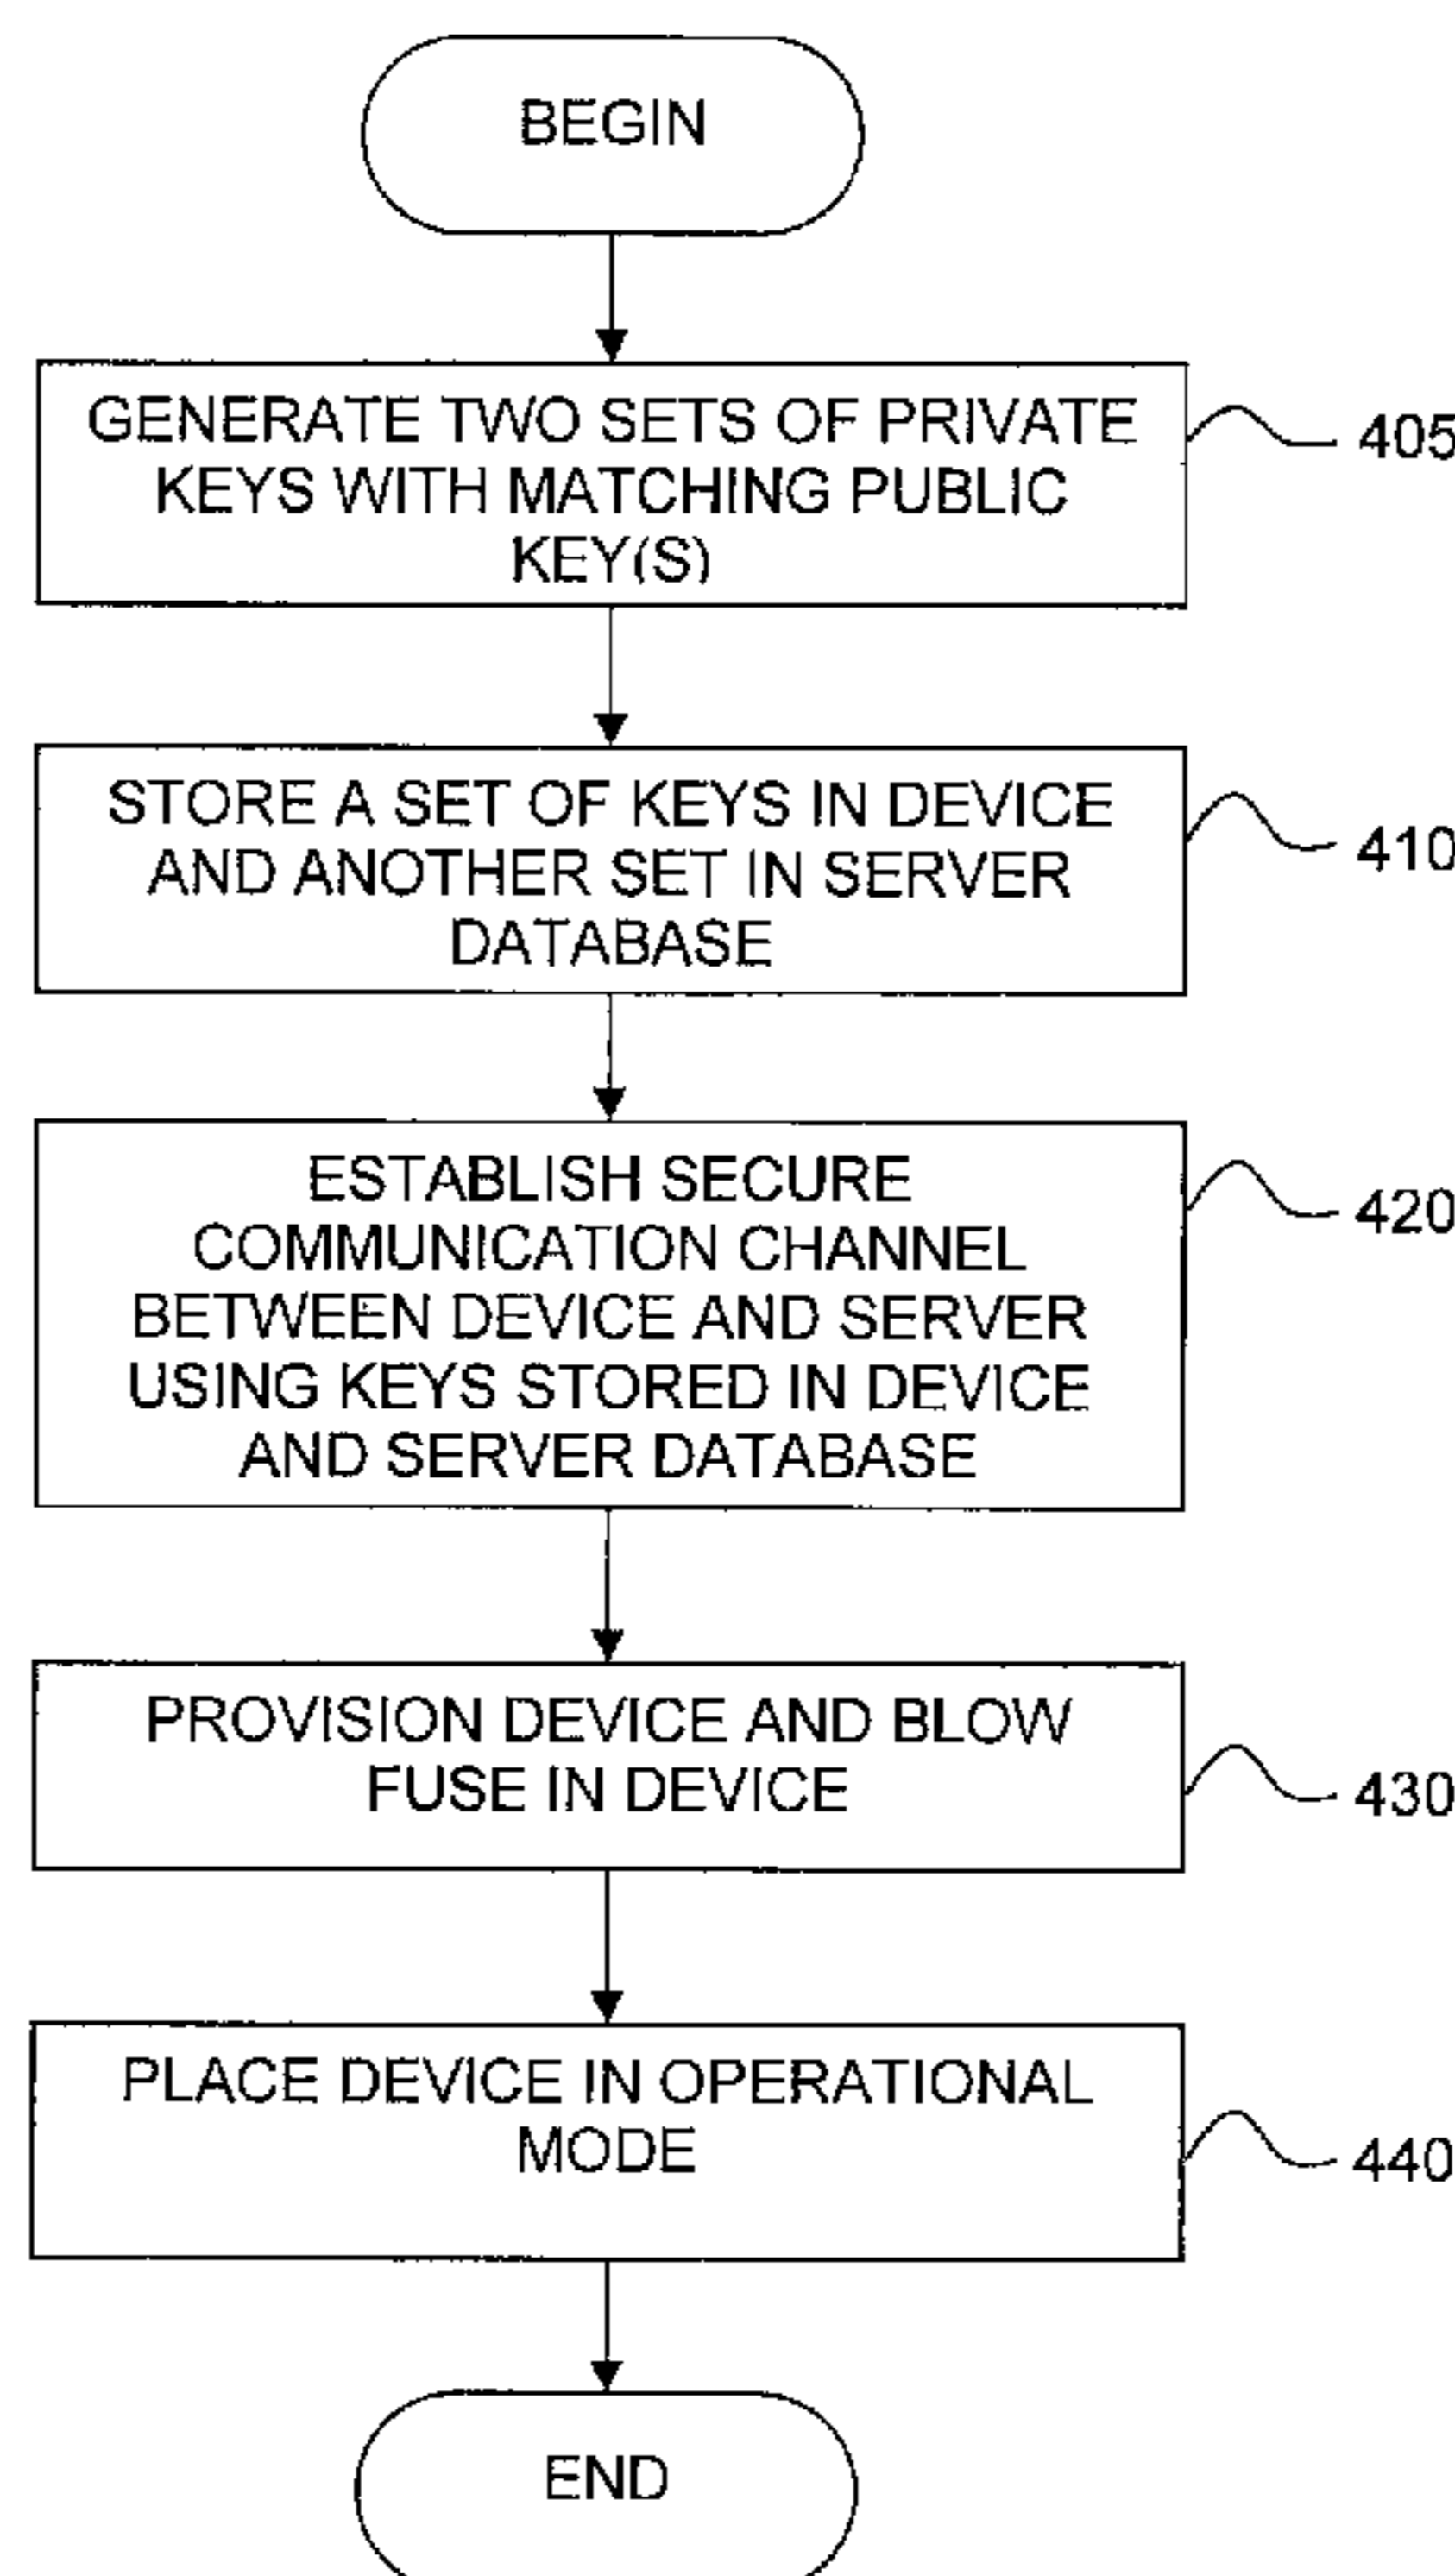 BEGIN
GENERATE TWO SETS OF PRIVATE
KEYS WITH MATCHING PUBLIC
KEY(S)
405
STORE A SET OF KEYS IN DEVICE
AND ANOTHER SET IN SERVER
DATABASE
410
ESTABLISH SECURE
COMMUNICATION CHANNEL
BETWEEN DEVICE AND SERVER
USING KEYS STORED IN DEVICE
AND SERVER DATABASE
420
PROVISION DEVICE AND BLOW
FUSE IN DEVICE
430
PLACE DEVICE IN OPERATIONAL
MODE
440
END